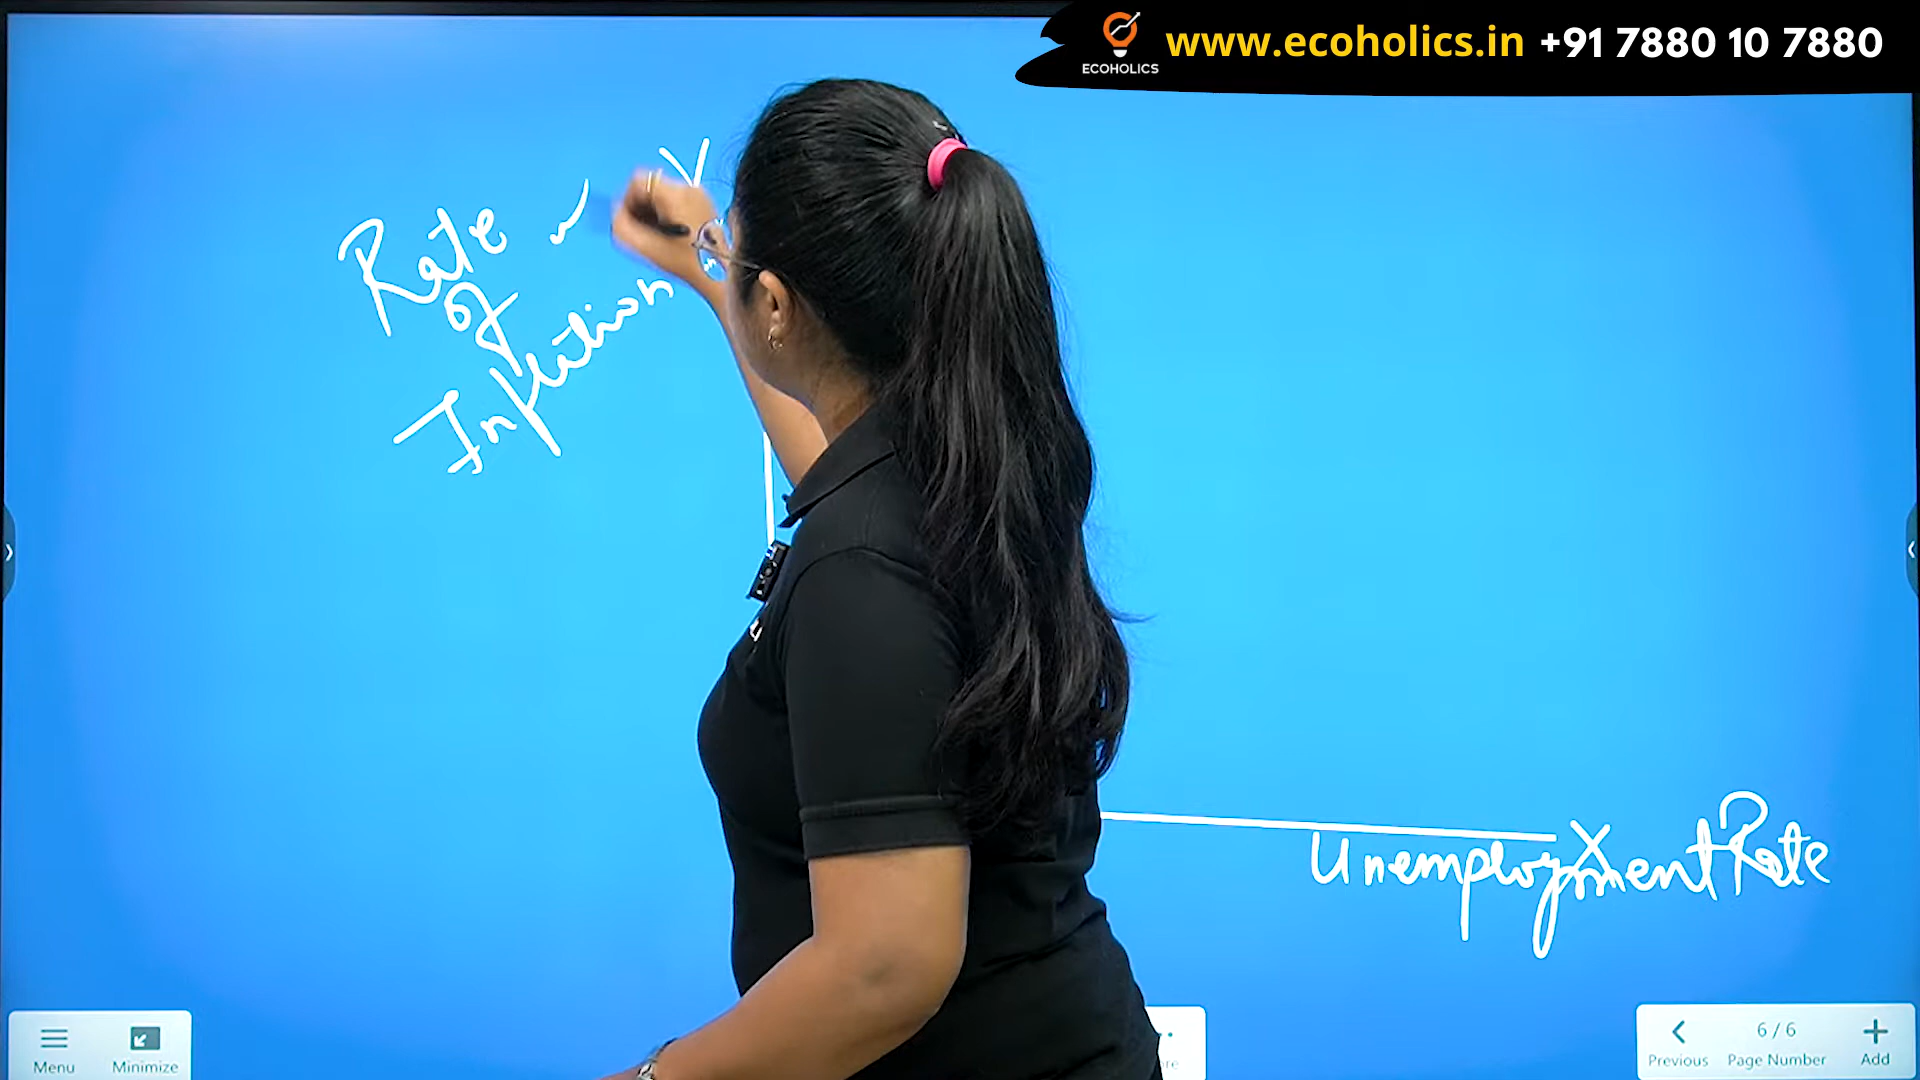 www.ecoholics.in +91 7880 10 7880
ECOHOLICS
Y
Rate
of
Inflation
X
Unemployment Rate
Menu
Minimize
6 / 6
Previous
Page Number
Add